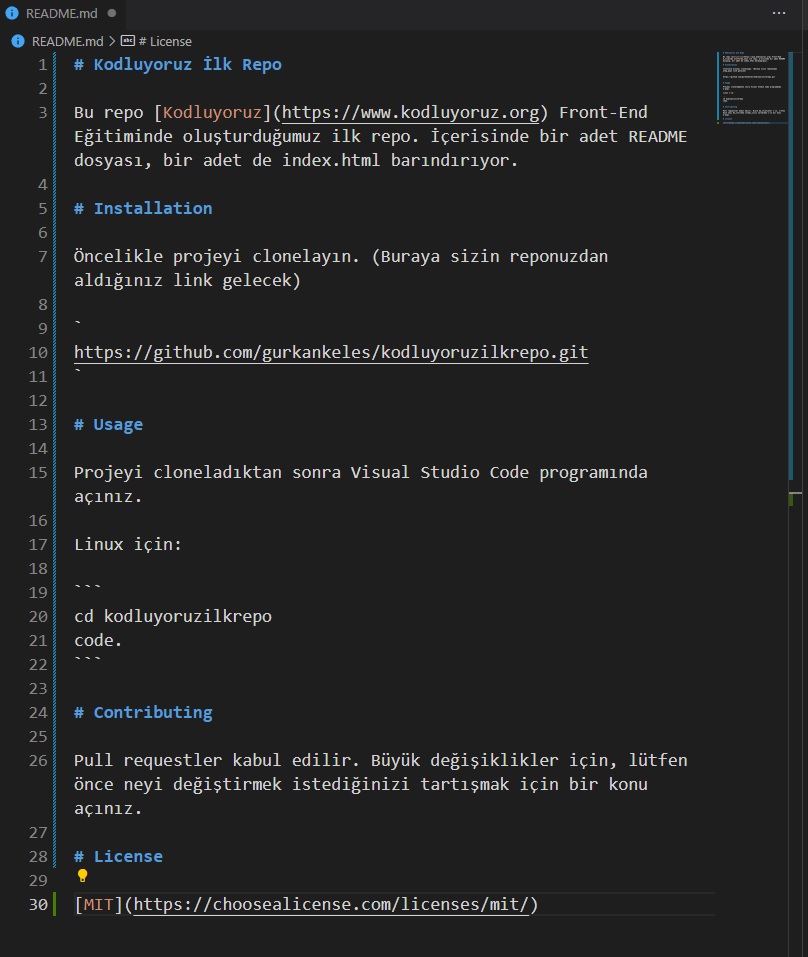 README.md
README.md > # License
1 # Kodluyoruz İlk Repo
2
3 Bu repo [Kodluyoruz](https://www.kodluyoruz.org) Front-End
Eğitiminde oluşturduğumuz ilk repo. İçerisinde bir adet README
dosyası, bir adet de index.html barındırıyor.
4
5 # Installation
6
7 Öncelikle projeyi clonelayın. (Buraya sizin reponuzdan
aldığınız link gelecek)
8
9 `
10 https://github.com/gurkankeles/kodluyoruzilkrepo.git
11 `
12
13 # Usage
14
15 Projeyi cloneladıktan sonra Visual Studio Code programında
açınız.
16
17 Linux için:
18
19 ```
20 cd kodluyoruzilkrepo
21 code.
22 ```
23
24 # Contributing
25
26 Pull requestler kabul edilir. Büyük değişiklikler için, lütfen
önce neyi değiştirmek istediğinizi tartışmak için bir konu
açınız.
27
28 # License
29
30 [MIT](https://choosealicense.com/licenses/mit/)